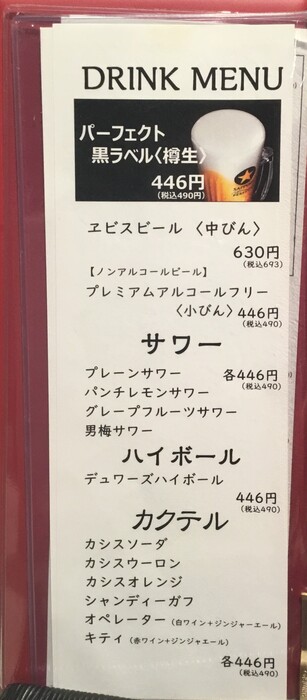 DRINK MENU
パーフェクト
黒ラベル〈樽生〉
446円
(税込490円)
ヱビスビール 〈中びん〉
630円
(税込693)
【ノンアルコールビール】
プレミアムアルコールフリー
〈小びん〉446円
(税込490)
サワー
プレーンサワー 各446円
(税込490)
パンチレモンサワー
グレープフルーツサワー
男梅サワー
ハイボール
デュワーズハイボール
446円
(税込490)
カクテル
カシスソーダ
カシスウーロン
カシスオレンジ
シャンディーガフ
オペレーター (白ワイン+ジンジャーエール)
キティ (赤ワイン+ジンジャエール)
各446円
(税込490)